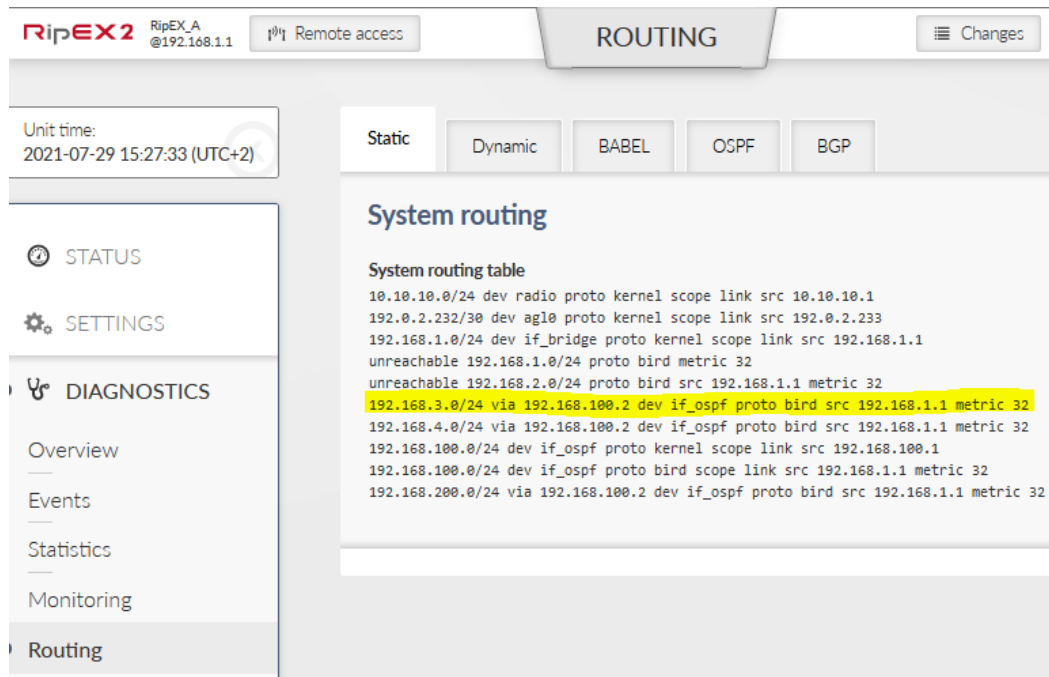 RipEX2
RipEX_A
@192.168.1.1
Remote access
ROUTING
Changes
Unit time:
2021-07-29 15:27:33 (UTC+2)
STATUS
SETTINGS
DIAGNOSTICS
Overview
Events
Statistics
Monitoring
Routing
Static
Dynamic
BABEL
OSPF
BGP
System routing
System routing table
10.10.10.0/24 dev radio proto kernel scope link src 10.10.10.1
192.0.2.232/30 dev agl0 proto kernel scope link src 192.0.2.233
192.168.1.0/24 dev if_bridge proto kernel scope link src 192.168.1.1
unreachable 192.168.1.0/24 proto bird metric 32
unreachable 192.168.2.0/24 proto bird src 192.168.1.1 metric 32
192.168.3.0/24 via 192.168.100.2 dev if_ospf proto bird src 192.168.1.1 metric 32
192.168.4.0/24 via 192.168.100.2 dev if_ospf proto bird src 192.168.1.1 metric 32
192.168.100.0/24 dev if_ospf proto kernel scope link src 192.168.100.1
192.168.100.0/24 dev if_ospf proto bird scope link src 192.168.1.1 metric 32
192.168.200.0/24 via 192.168.100.2 dev if_ospf proto bird src 192.168.1.1 metric 32